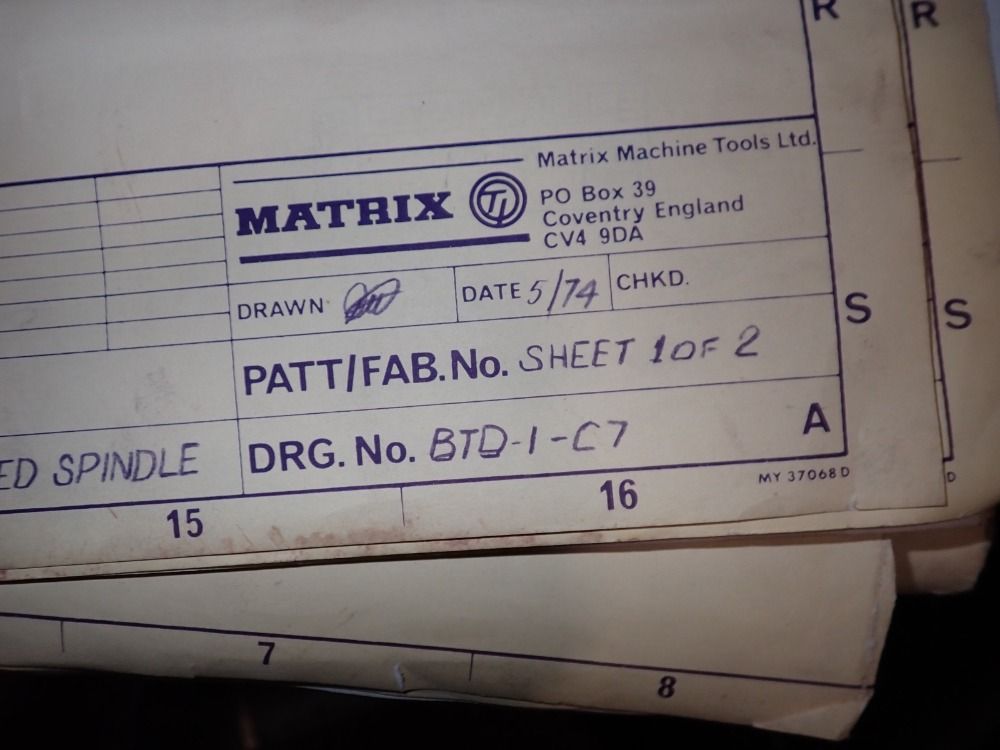 R
R
Matrix Machine Tools Ltd.
MATRIX TI
PO Box 39
Coventry England
CV4 9DA
DRAWN
DATE 5/74
CHKD.
S
S
PATT/FAB.No. SHEET 1 OF 2
ED SPINDLE
DRG. No. BTD-1-C7
A
MY 37068 D
D
15
16
7
8